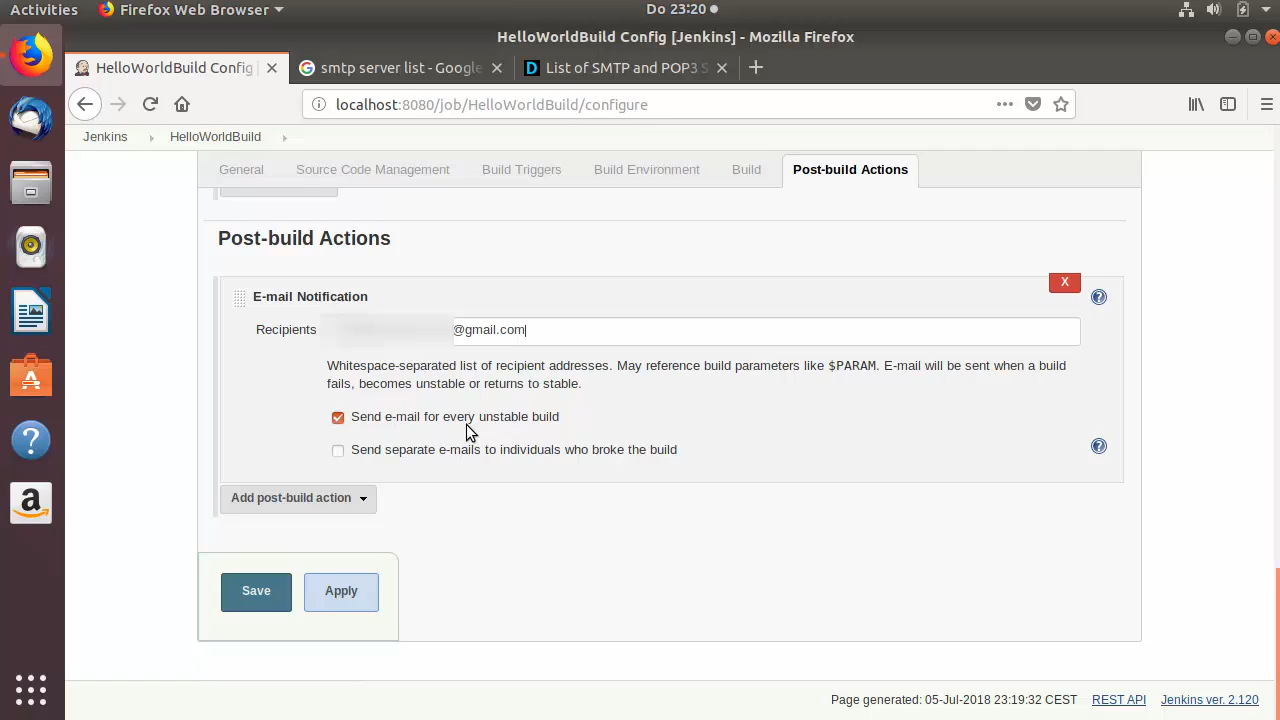 Activities Firefox Web Browser Do 23:20
HelloWorldBuild Config [Jenkins] - Mozilla Firefox
HelloWorldBuild Config smtp server list - Google List of SMTP and POP3 S
localhost:8080/job/HelloWorldBuild/configure
Jenkins HelloWorldBuild
General Source Code Management Build Triggers Build Environment Build Post-build Actions
Post-build Actions
X
E-mail Notification
Recipients @gmail.com
Whitespace-separated list of recipient addresses. May reference build parameters like $PARAM. E-mail will be sent when a build
fails, becomes unstable or returns to stable.
Send e-mail for every unstable build
Send separate e-mails to individuals who broke the build
Add post-build action
Save Apply
Page generated: 05-Jul-2018 23:19:32 CEST REST API Jenkins ver. 2.120